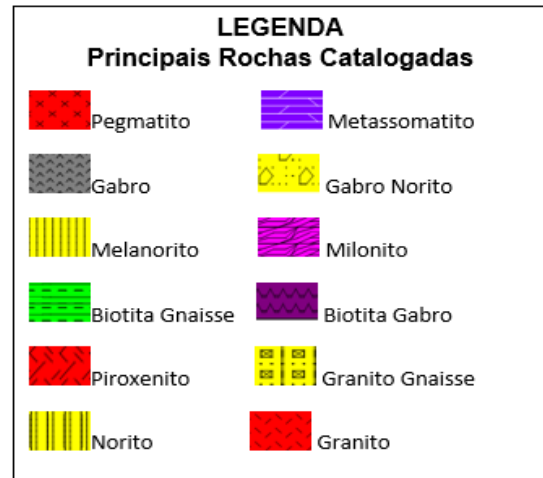 LEGENDA
Principais Rochas Catalogadas
Pegmatito Metassomatito
Gabro Gabro Norito
Melanorito Milonito
Biotita Gnaisse Biotita Gabro
Piroxenito Granito Gnaisse
Norito Granito